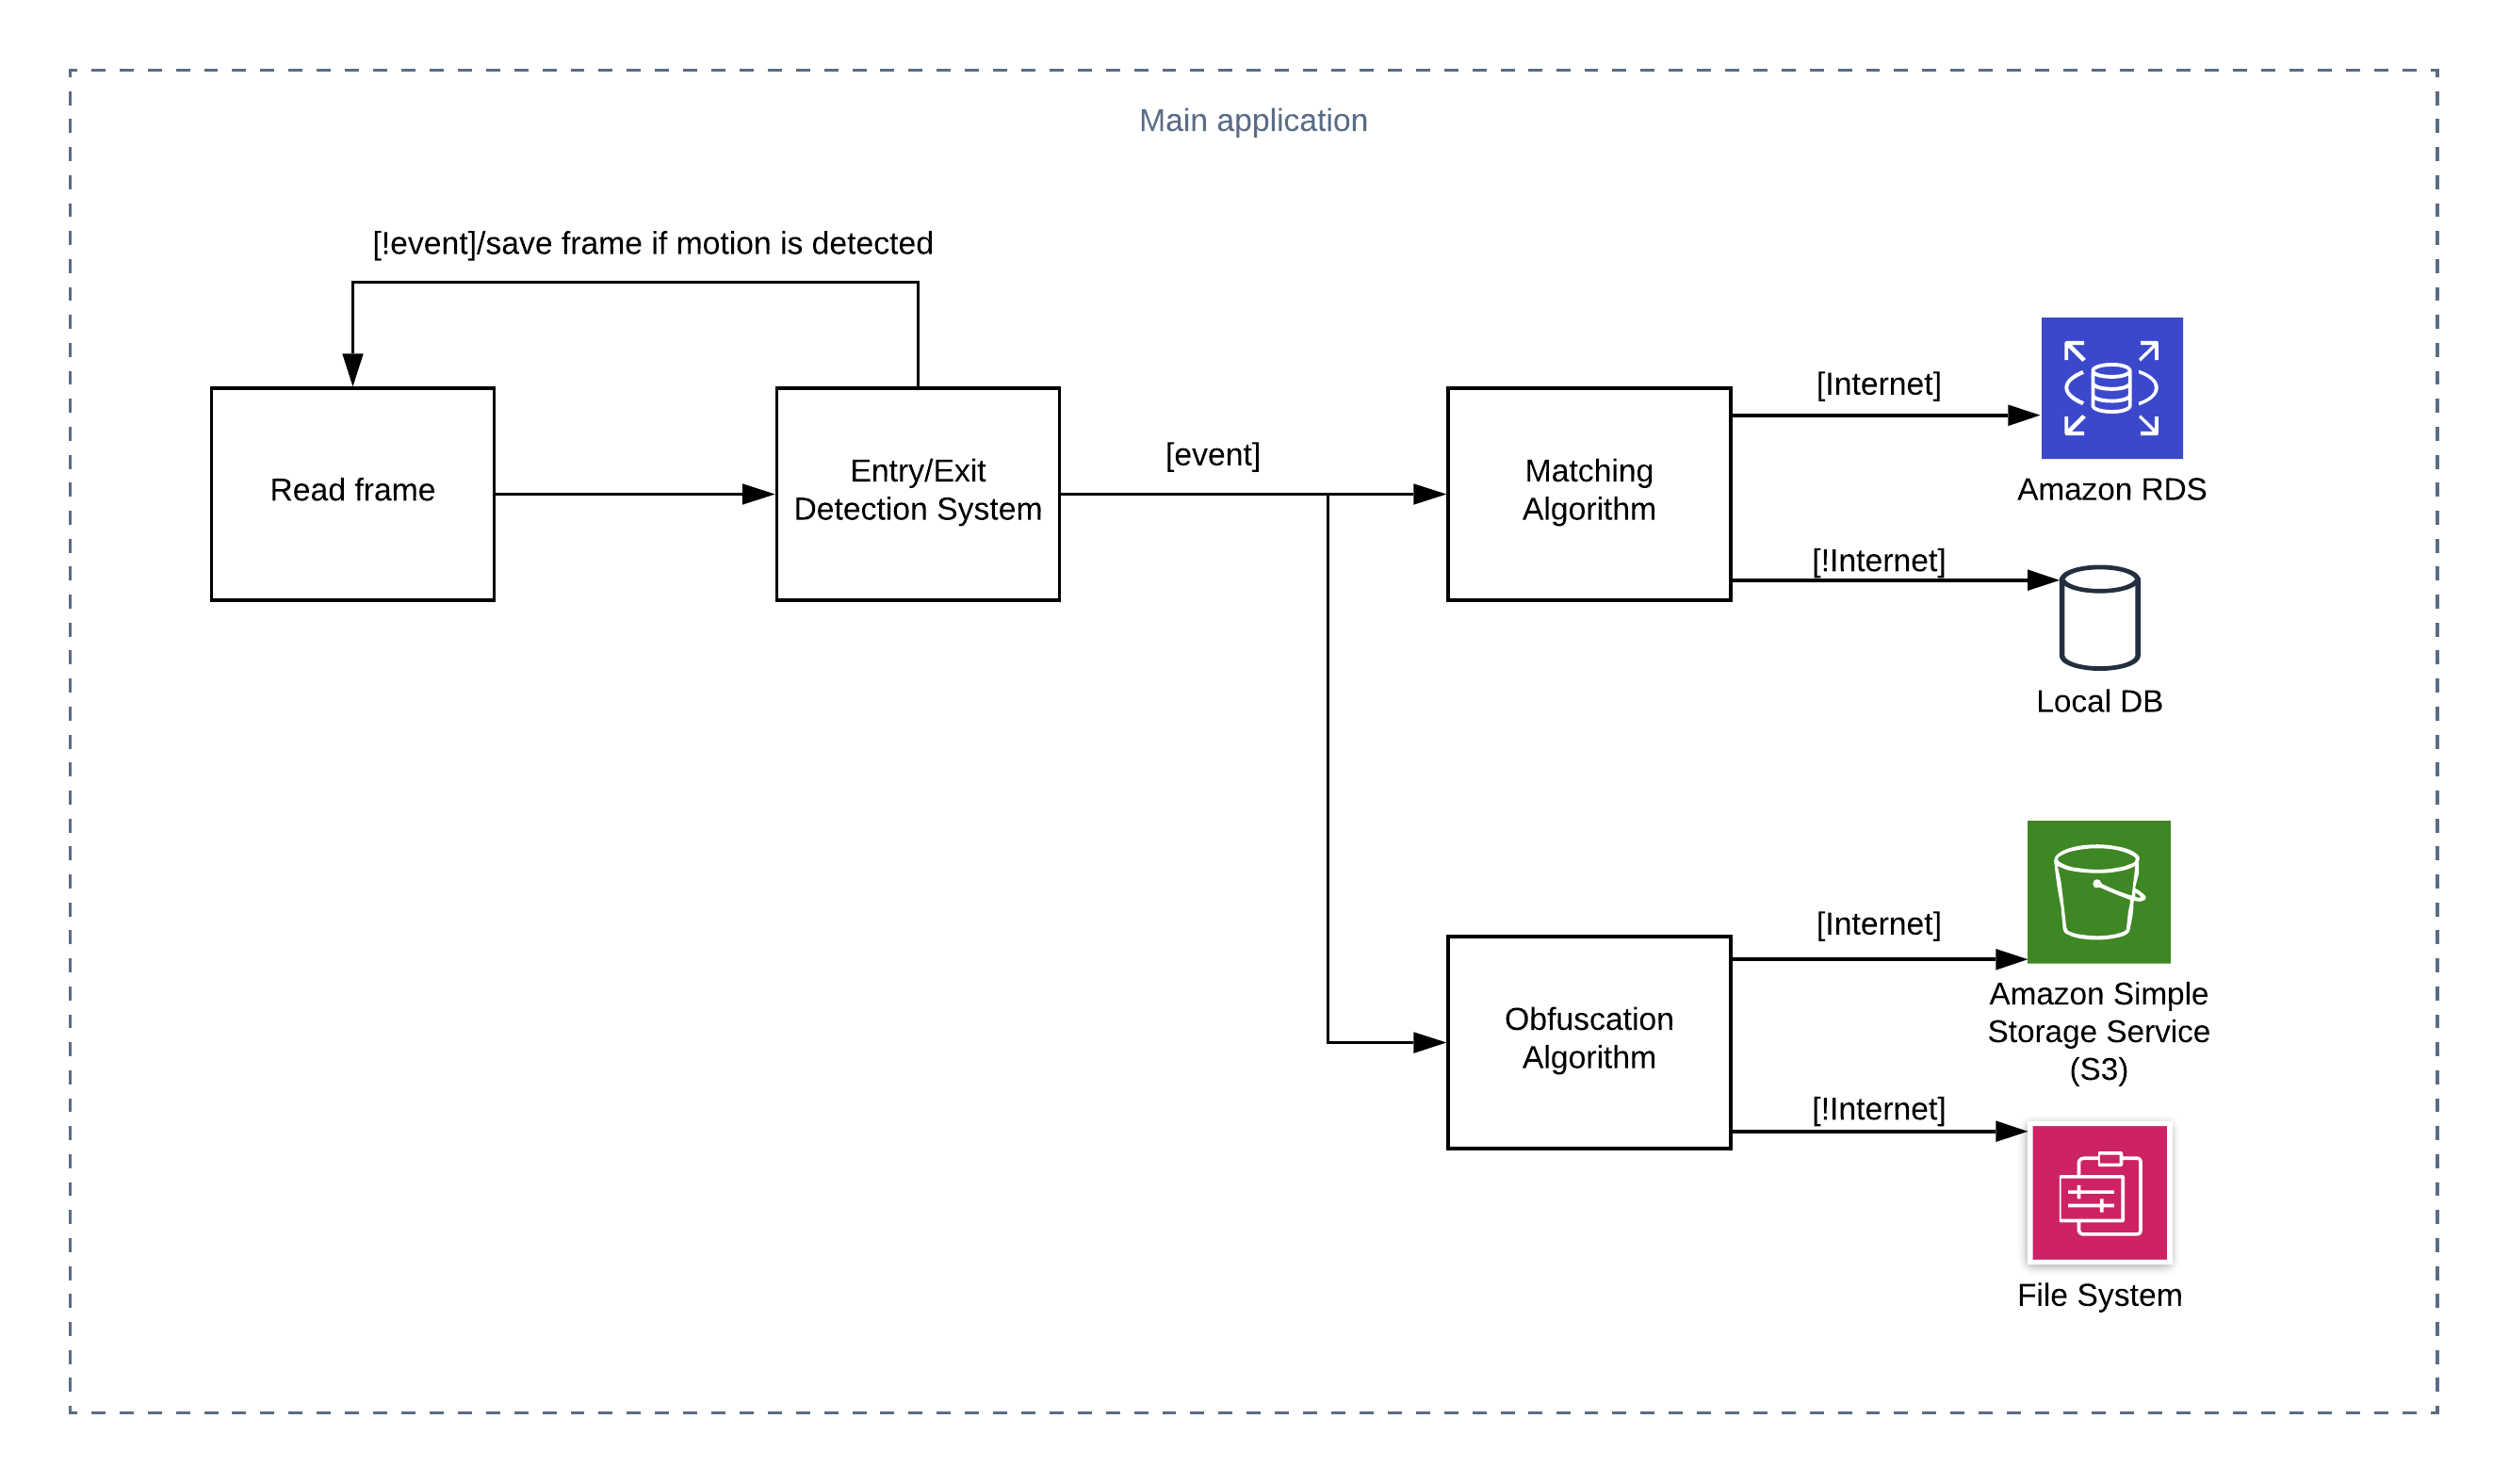 Main application
[!event]/save frame if motion is detected
Read frame
Entry/Exit
Detection System
[event]
Matching
Algorithm
[Internet]
Amazon RDS
[!Internet]
Local DB
Obfuscation
Algorithm
[Internet]
Amazon Simple
Storage Service
(S3)
[!Internet]
File System